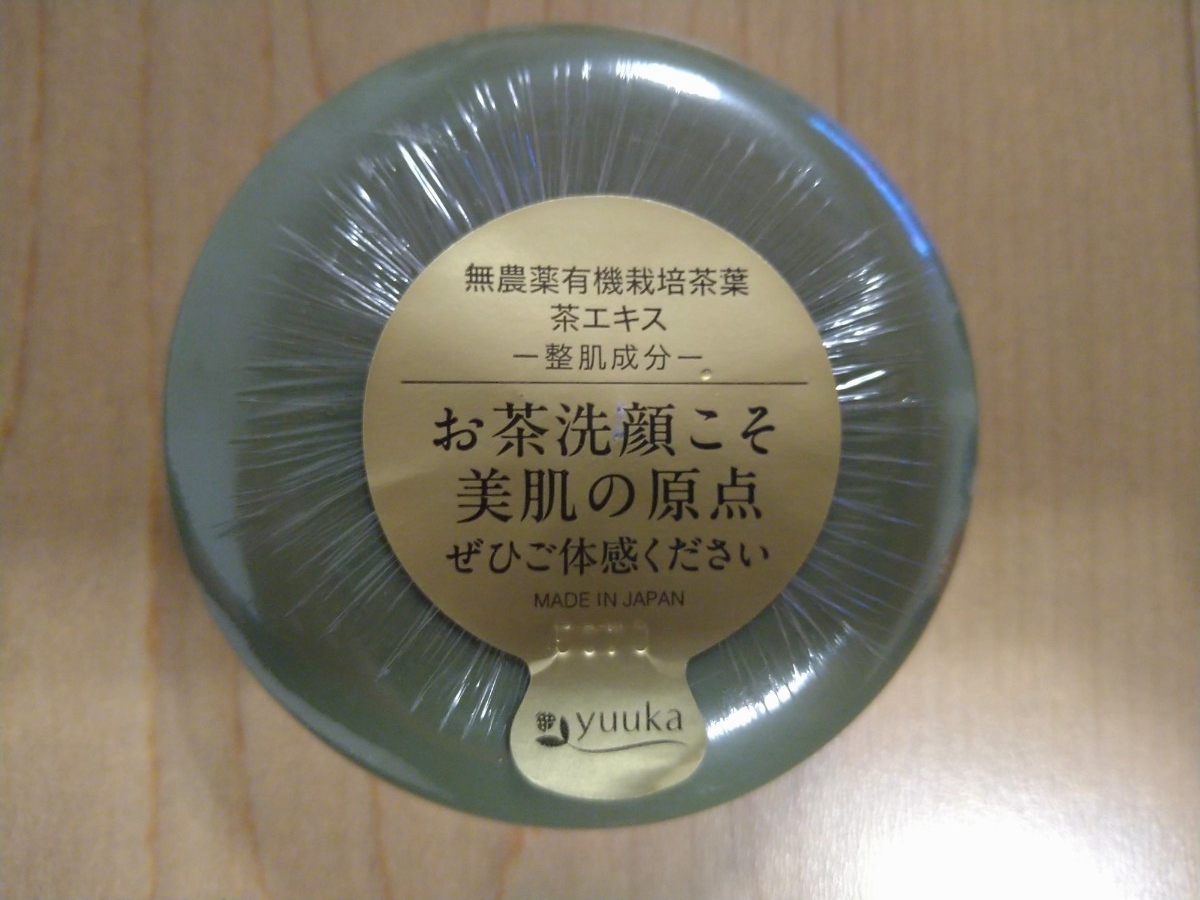 無農薬有機栽培茶葉
茶エキス
ー整肌成分ー
お茶洗顔こそ
美肌の原点
ぜひご体感ください
MADE IN JAPAN
yuuka